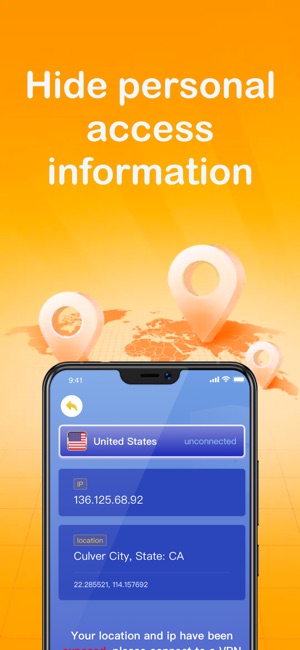 Hide personal
access
information
9:41
United States
unconnected
IP
136.125.68.92
location
Culver City, State: CA
22.285521, 114.157692
Your location and ip have been
exposed, please connect to a VPN